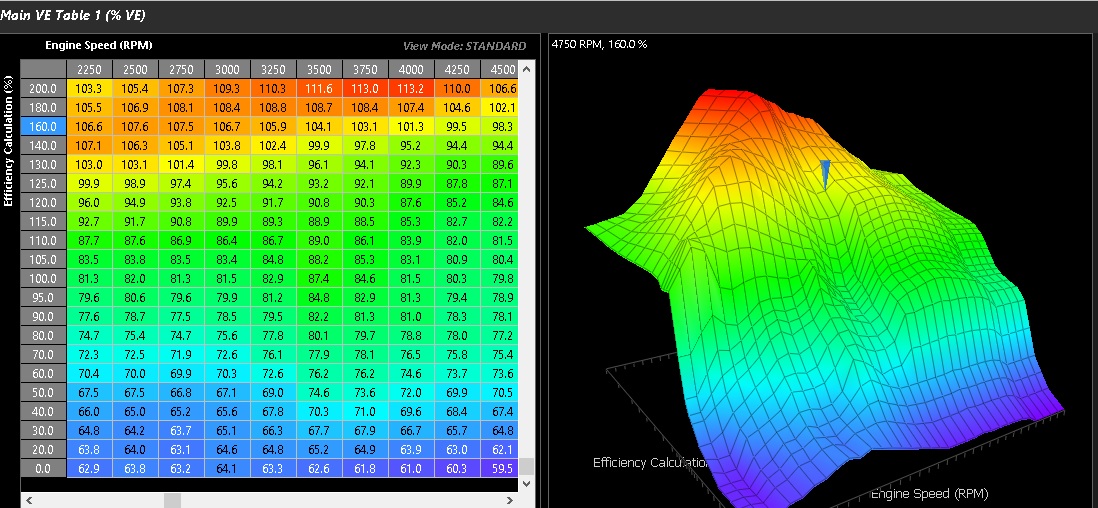 Main VE Table 1 (% VE)
Engine Speed (RPM)
View Mode: STANDARD
4750 RPM, 160.0 %
Efficiency Calculation (%)
2250 2500 2750 3000 3250 3500 3750 4000 4250 4500
200.0 103.3 105.4 107.3 109.3 110.3 111.6 113.0 113.2 110.0 106.6
180.0 105.5 106.9 108.1 108.4 108.8 108.7 108.4 107.4 104.6 102.1
160.0 106.6 107.6 107.5 106.7 105.9 104.1 103.1 101.3 99.5 98.3
140.0 107.1 106.3 105.1 103.8 102.4 99.9 97.8 95.2 94.4 94.4
130.0 103.0 103.1 101.4 99.8 98.1 96.1 94.1 92.3 90.3 89.6
125.0 99.9 98.9 97.4 95.6 94.2 93.2 92.1 89.9 87.8 87.1
120.0 96.0 94.9 93.8 92.5 91.7 90.8 90.3 87.6 85.2 84.6
115.0 92.7 91.7 90.8 89.9 89.3 88.9 88.5 85.3 82.7 82.2
110.0 87.7 87.6 86.9 86.4 86.7 89.0 86.1 83.9 82.0 81.5
105.0 83.5 83.8 83.5 83.4 84.8 88.2 85.3 83.1 80.9 80.4
100.0 81.3 82.0 81.3 81.5 82.9 87.4 84.6 81.5 80.3 79.8
95.0 79.6 80.6 79.6 79.9 81.2 84.8 82.9 81.3 79.4 78.9
90.0 77.6 78.7 77.5 78.5 79.5 82.2 81.3 81.0 78.3 78.1
80.0 74.7 75.4 74.7 75.6 77.8 80.1 79.7 78.8 78.0 77.2
70.0 72.3 72.5 71.9 72.6 76.1 77.9 78.1 76.5 75.8 75.4
60.0 70.4 70.0 69.9 70.3 72.6 76.2 76.2 74.6 73.7 73.6
50.0 67.5 67.5 66.8 67.1 69.0 74.6 73.6 72.0 69.9 70.5
40.0 66.0 65.0 65.2 65.6 67.8 70.3 71.0 69.6 68.4 67.4
30.0 64.8 64.2 63.7 65.1 66.3 67.7 67.9 66.7 65.7 64.8
20.0 63.8 64.0 63.1 64.6 64.8 65.2 64.9 63.9 63.0 62.1
0.0 62.9 63.8 63.2 64.1 63.3 62.6 61.8 61.0 60.3 59.5
Efficiency Calculatio
Engine Speed (RPM)